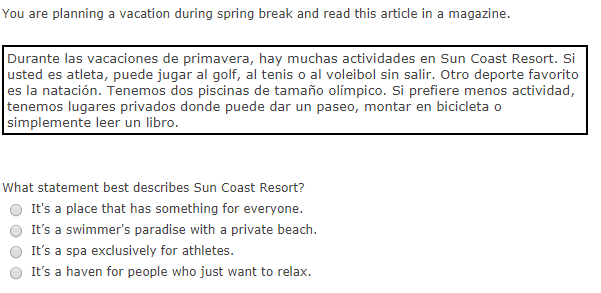 You are planning a vacation during spring break and read this article in a magazine.
Durante las vacaciones de primavera, hay muchas actividades en Sun Coast Resort. Si
usted es atleta, puede jugar al golf, al tenis o al voleibol sin salir. Otro deporte favorito
es la natación. Tenemos dos piscinas de tamaño olímpico. Si prefiere menos actividad,
tenemos lugares privados donde puede dar un paseo, montar en bicicleta o
simplemente leer un libro.
What statement best describes Sun Coast Resort?
It's a place that has something for everyone.
It's a swimmer's paradise with a private beach.
It's a spa exclusively for athletes.
It's a haven for people who just want to relax.